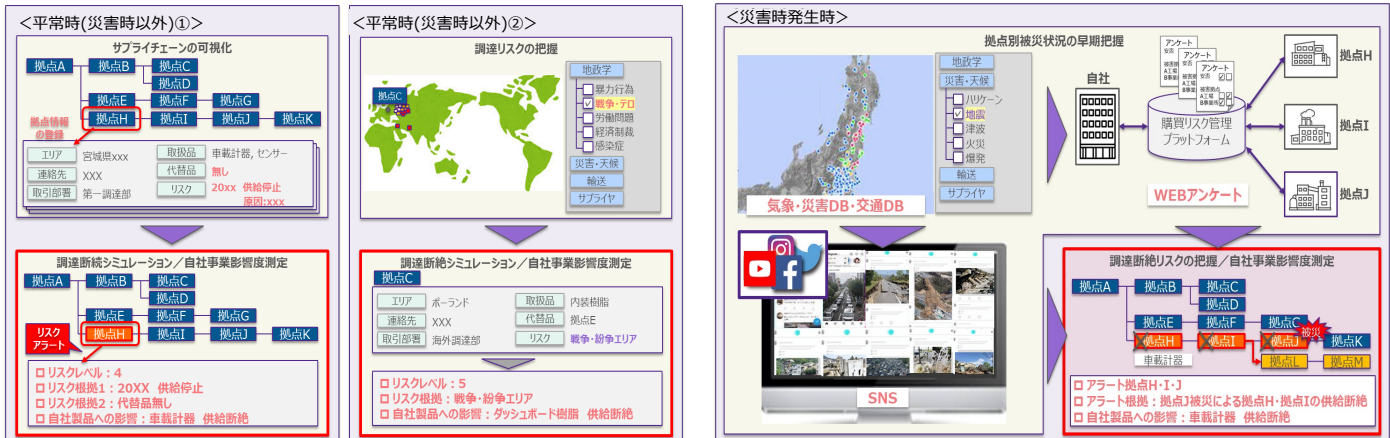 ＜平常時(災害時以外)①＞
サプライチェーンの可視化
拠点A
拠点B
拠点C
拠点D
拠点E
拠点F
拠点G
拠点H
拠点I
拠点J
拠点K
拠点情報
の登録
エリア
宮城県xxx
取扱品
車載計器, センサー
連絡先
XXX
代替品
無し
取引部署
第一調達部
リスク
20xx 供給停止
原因:xxx
調達断続シミュレーション／自社事業影響度測定
拠点A
拠点B
拠点C
拠点D
拠点E
拠点F
拠点G
リスク
アラート
拠点H
拠点I
拠点J
拠点K
リスクレベル：4
リスク根拠1：20XX 供給停止
リスク根拠2：代替品無し
自社製品への影響：車載計器 供給断絶
＜平常時(災害時以外)②＞
調達リスクの把握
拠点C
地政学
暴力行為
戦争・テロ
労働問題
経済制裁
感染症
災害・天候
輸送
サプライヤ
調達断絶シミュレーション／自社事業影響度測定
拠点C
エリア
ポーランド
取扱品
内装樹脂
連絡先
XXX
代替品
拠点E
取引部署
海外調達部
リスク
戦争・紛争エリア
リスクレベル：5
リスク根拠：戦争・紛争エリア
自社製品への影響：ダッシュボード樹脂 供給断絶
＜災害時発生時＞
拠点別被災状況の早期把握
地政学
災害・天候
ハリケーン
地震
津波
火災
爆発
輸送
サプライヤ
気象・災害DB・交通DB
SNS
自社
アンケート
安否
アンケート
アンケート
安否
被害拠点
A工場
B事業所
購買リスク管理
プラットフォーム
WEBアンケート
拠点H
拠点I
拠点J
調達断絶リスクの把握／自社事業影響度測定
拠点A
拠点B
拠点C
拠点D
拠点E
拠点F
拠点C
被災
拠点H
拠点I
拠点J
拠点K
車載計器
拠点L
拠点M
アラート拠点H・I・J
アラート根拠：拠点J被災による拠点H・拠点Iの供給断絶
自社製品への影響：車載計器 供給断絶